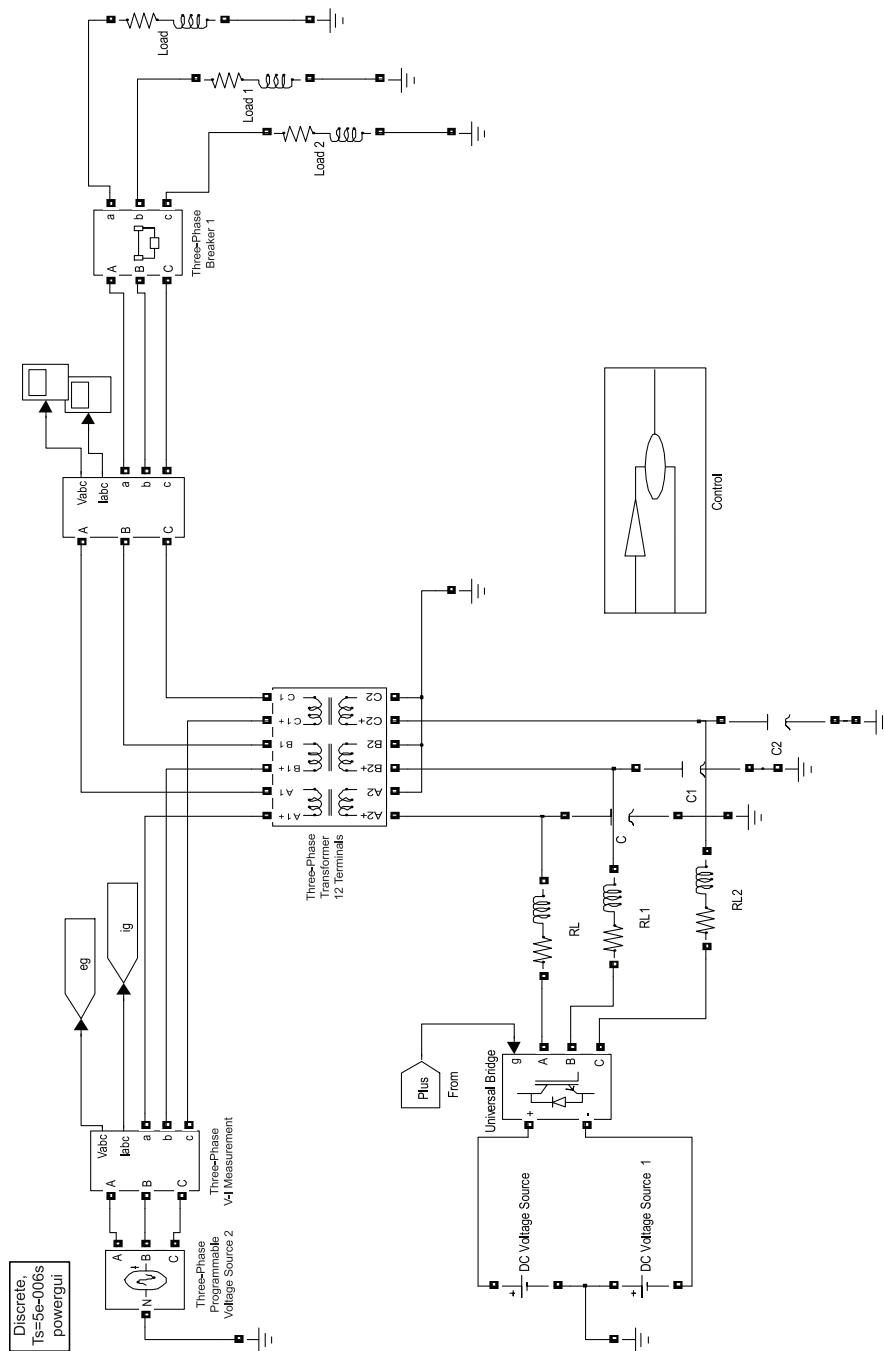 Discrete,
Ts=5e-006s
powergui
N
A
B
C
Three-Phase
Programmable
Voltage Source 2
A
B
C
Vabc
Iabc
a
b
c
Three-Phase
V-I Measurement
eg
ig
A1+
A1
B1+
B1
C1+
C1
A2+
A2
B2+
B2
C2+
C2
Three-Phase
Transformer
12 Terminals
A
B
C
Vabc
Iabc
a
b
c
A
B
C
a
b
c
Three-Phase
Breaker 1
Load
Load 1
Load 2
+
DC Voltage Source
+
DC Voltage Source 1
Universal Bridge
+
-
g
A
B
C
Plus
From
RL
RL1
RL2
C
C1
C2
Control